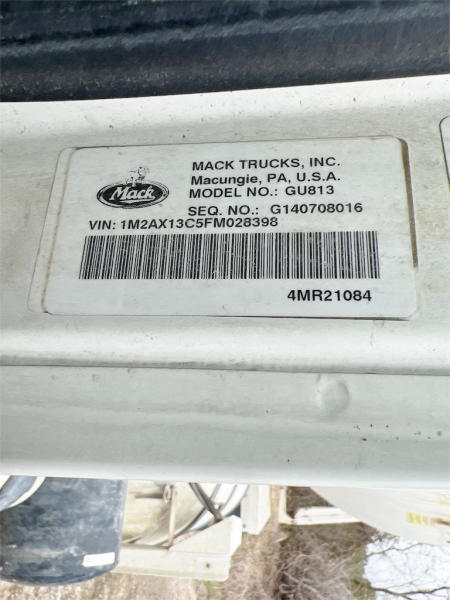 Mack
MACK TRUCKS, INC.
Macungie, PA, U.S.A.
MODEL NO.: GU813
SEQ. NO.: G140708016
VIN: 1M2AX13C5FM028398
4MR21084